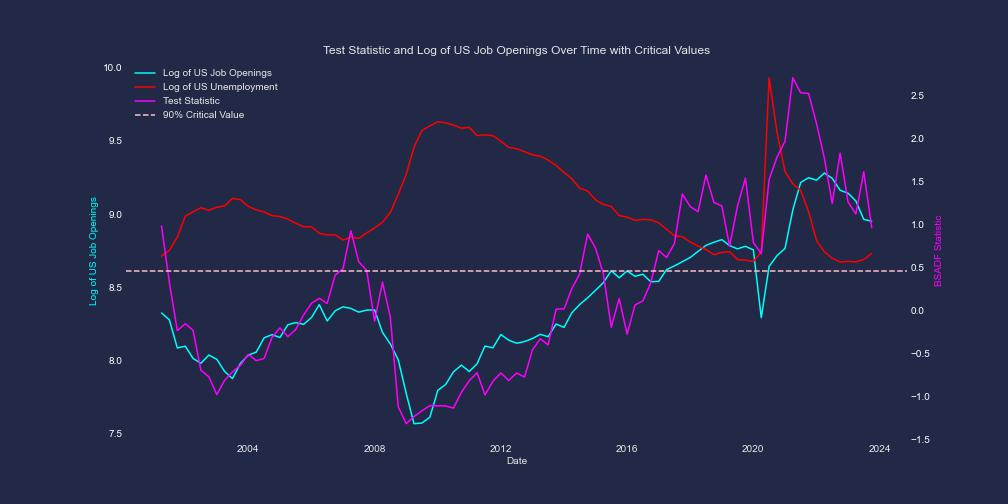 Test Statistic and Log of US Job Openings Over Time with Critical Values
Log of US Job Openings
Log of US Unemployment
Test Statistic
90% Critical Value
Log of US Job Openings
10.0
9.5
9.0
8.5
8.0
7.5
2.5
2.0
1.5
1.0
0.5
0.0
−0.5
−1.0
−1.5
BSADF Statistic
2004
2008
2012
2016
2020
2024
Date